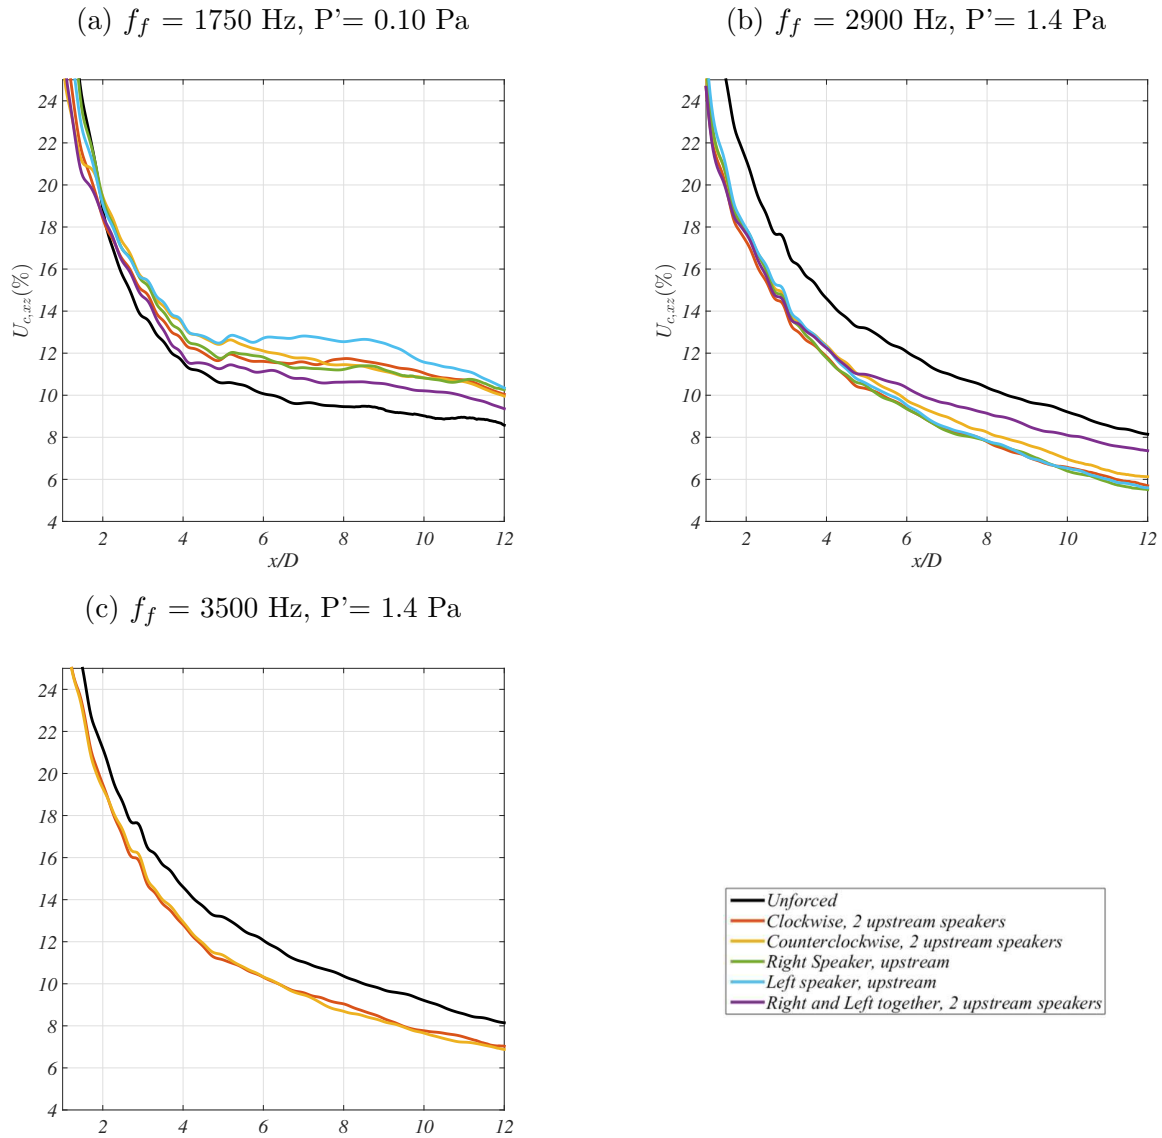 (a) f_f = 1750 Hz, P'= 0.10 Pa
24
22
20
18
16
14
12
10
8
6
4
U_{c,xz}(%)
2 4 6 8 10 12
x/D
(b) f_f = 2900 Hz, P'= 1.4 Pa
24
22
20
18
16
14
12
10
8
6
4
U_{c,xz}(%)
2 4 6 8 10 12
x/D
(c) f_f = 3500 Hz, P'= 1.4 Pa
24
22
20
18
16
14
12
10
8
6
4
2 4 6 8 10 12
Unforced
Clockwise, 2 upstream speakers
Counterclockwise, 2 upstream speakers
Right Speaker, upstream
Left speaker, upstream
Right and Left together, 2 upstream speakers